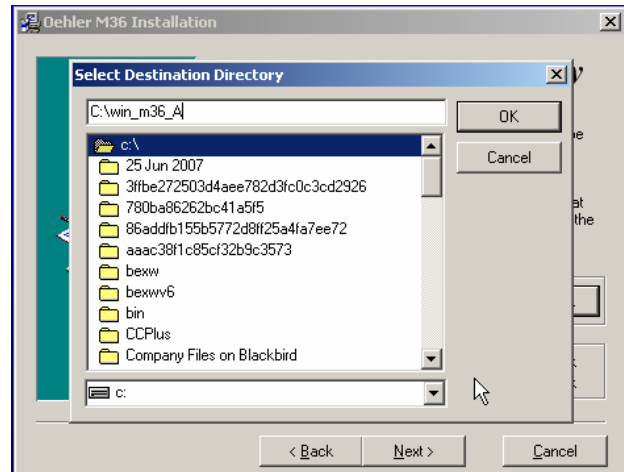 Oehler M36 Installation
Select Destination Directory
C:\win_m36_A
OK
Cancel
c:\
25 Jun 2007
3ffbe272503d4aee782d3fc0c3cd2926
780ba86262bc41a5f5
86addfb155b5772d8ff25a4fa7ee72
aaac38f1c85cf32b9c3573
bexw
bexwv6
bin
CCPlus
Company Files on Blackbird
c:
the
< Back
Next >
Cancel